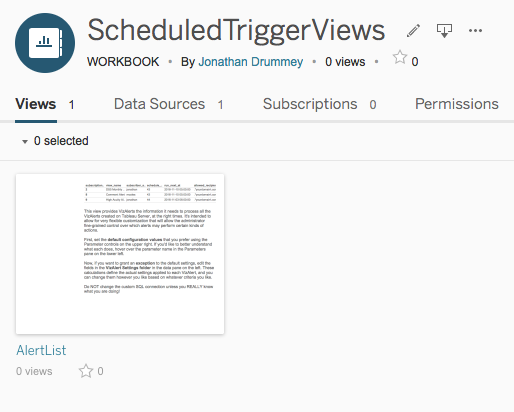 ScheduledTriggerViews
WORKBOOK • By Jonathan Drummey • 0 views • 0
Views 1 Data Sources 1 Subscriptions 0 Permissions
0 selected
This view provides VizAlerts the information it needs to process all the
VizAlerts created on Tableau Server, at the right times. It's intended to
allow for very flexible customization that will allow the administrator
fine-grained control over which alerts may perform certain kinds of
actions.
First, set the default configuration values that you prefer using the
Parameter controls on the upper right. If you'd like to better understand
what each does, hover over the parameter name in the Parameters
pane on the lower left.
Now, if you want to grant an exception to the default settings, edit the
fields in the VizAlert Settings folder in the data pane on the left. These
calculations define the actual settings applied to each VizAlert, and you
can change them however you like based on whatever criteria you like.
Do NOT change the custom SQL connection unless you REALLY know
what you are doing!
AlertList
0 views 0